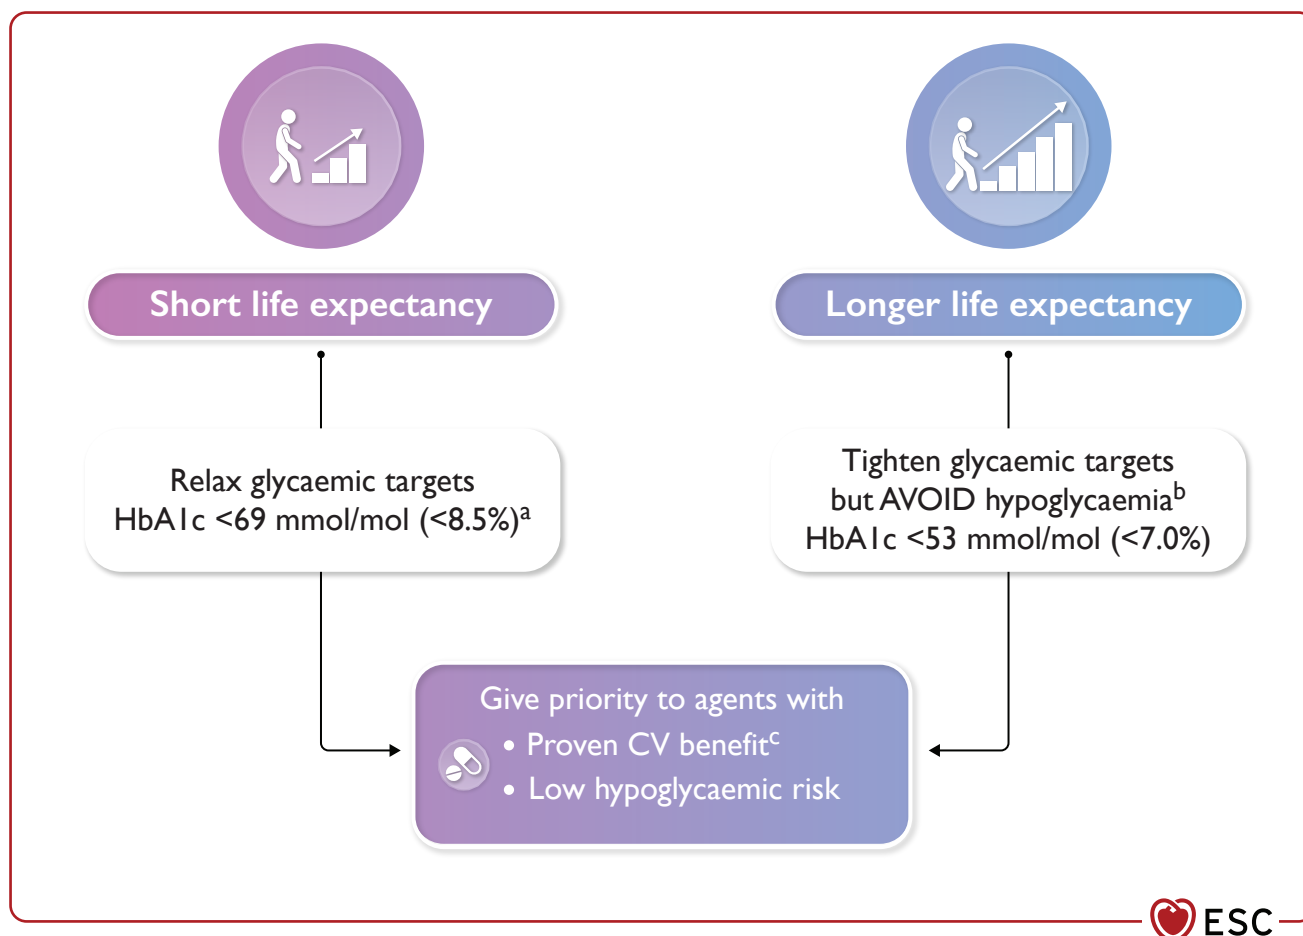 Short life expectancy
Longer life expectancy
Relax glycaemic targets
HbA1c <69 mmol/mol (<8.5%)a
Tighten glycaemic targets
but AVOID hypoglycaemiab
HbA1c <53 mmol/mol (<7.0%)
Give priority to agents with
• Proven CV benefitc
• Low hypoglycaemic risk
ESC